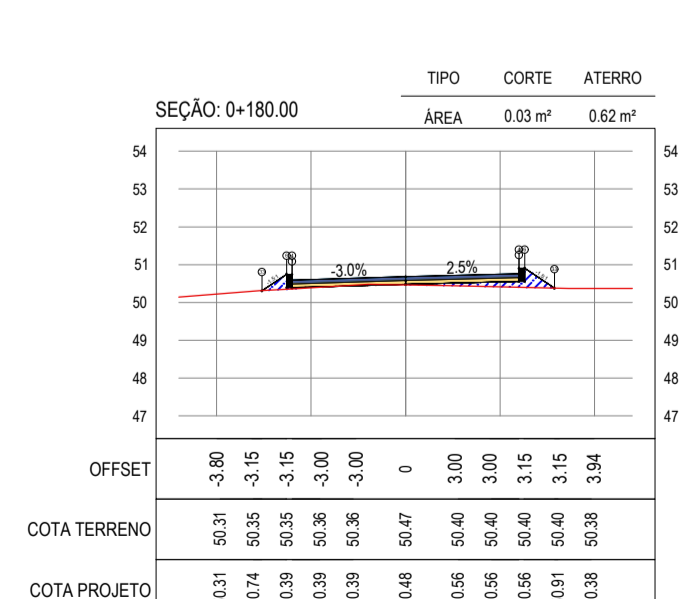 TIPO CORTE ATERRO
SEÇÃO: 0+180.00
ÁREA 0.03 m² 0.62 m²
54 54
53 53
52 52
51 -3.0% 2.5% 51
50 50
49 49
48 48
47 47
OFFSET -3.80 -3.15 -3.15 -3.00 -3.00 0 3.00 3.00 3.15 3.15 3.94
COTA TERRENO 50.31 50.35 50.35 50.36 50.36 50.47 50.40 50.40 50.40 50.40 50.38
COTA PROJETO 0.31 0.74 0.39 0.39 0.39 0.48 0.56 0.56 0.56 0.91 0.38